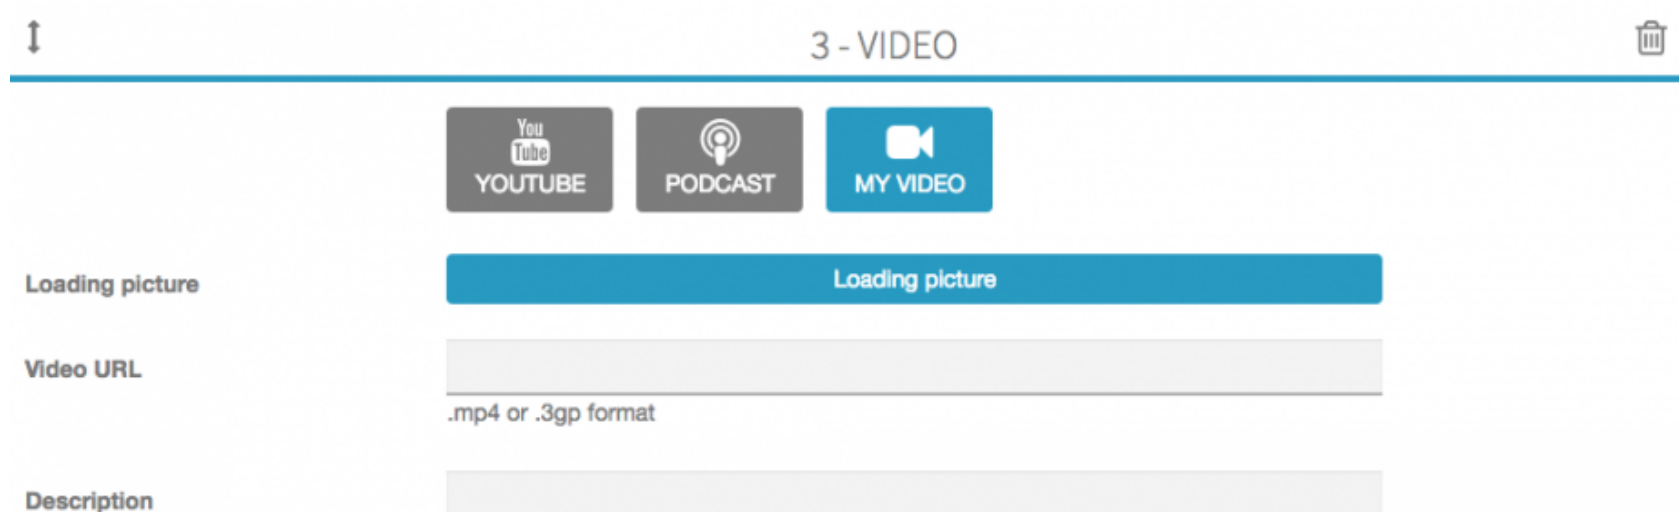 3 - VIDEO
You
Tube
YOUTUBE
PODCAST
MY VIDEO
Loading picture
Loading picture
Video URL
.mp4 or .3gp format
Description